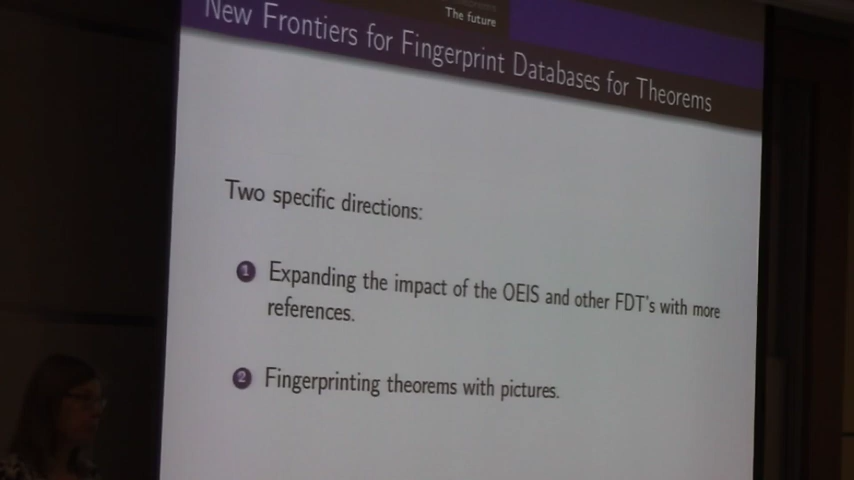 The future
New Frontiers for Fingerprint Databases for Theorems
Two specific directions:
1 Expanding the impact of the OEIS and other FDT's with more
references.
2 Fingerprinting theorems with pictures.